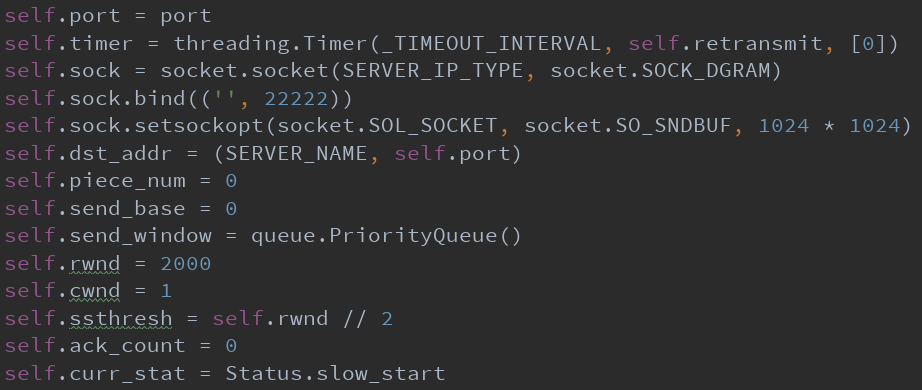 self.port = port
self.timer = threading.Timer(_TIMEOUT_INTERVAL, self.retransmit, [0])
self.sock = socket.socket(SERVER_IP_TYPE, socket.SOCK_DGRAM)
self.sock.bind(('', 22222))
self.sock.setsockopt(socket.SOL_SOCKET, socket.SO_SNDBUF, 1024 * 1024)
self.dst_addr = (SERVER_NAME, self.port)
self.piece_num = 0
self.send_base = 0
self.send_window = queue.PriorityQueue()
self.rwnd = 2000
self.cwnd = 1
self.ssthresh = self.rwnd // 2
self.ack_count = 0
self.curr_stat = Status.slow_start